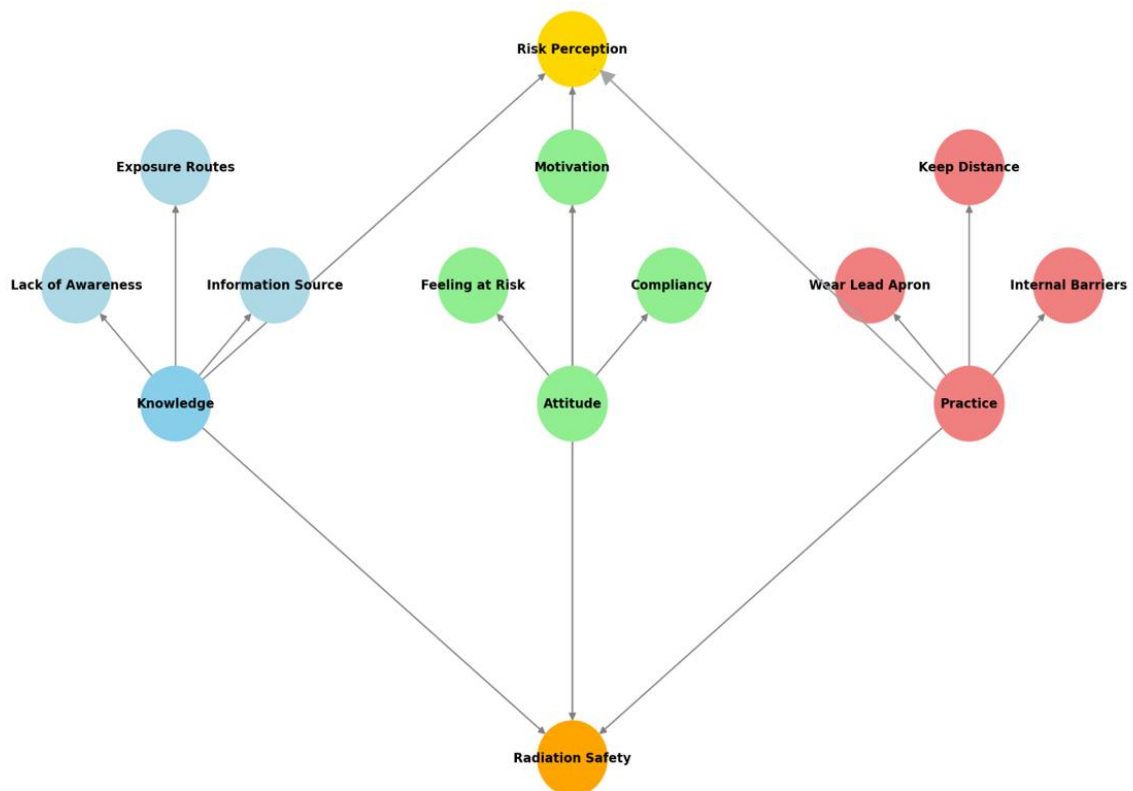 Risk Perception
Exposure Routes
Motivation
Keep Distance
Lack of Awareness
Information Source
Feeling at Risk
Compliancy
Wear Lead Apron
Internal Barriers
Knowledge
Attitude
Practice
Radiation Safety